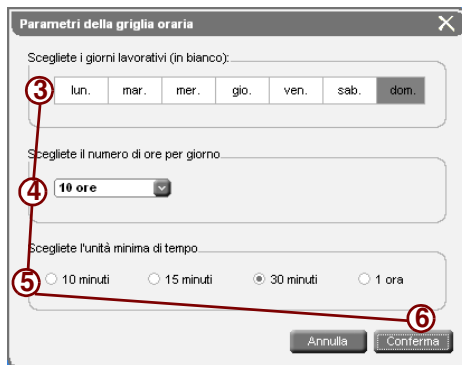 Parametri della griglia oraria
Scegliete i giorni lavorativi (in bianco):
③ lun. mar. mer. gio. ven. sab. dom.
Scegliete il numero di ore per giorno
④ 10 ore
Scegliete l'unità minima di tempo
⑤ 10 minuti 15 minuti 30 minuti 1 ora
⑥
Annulla Conferma